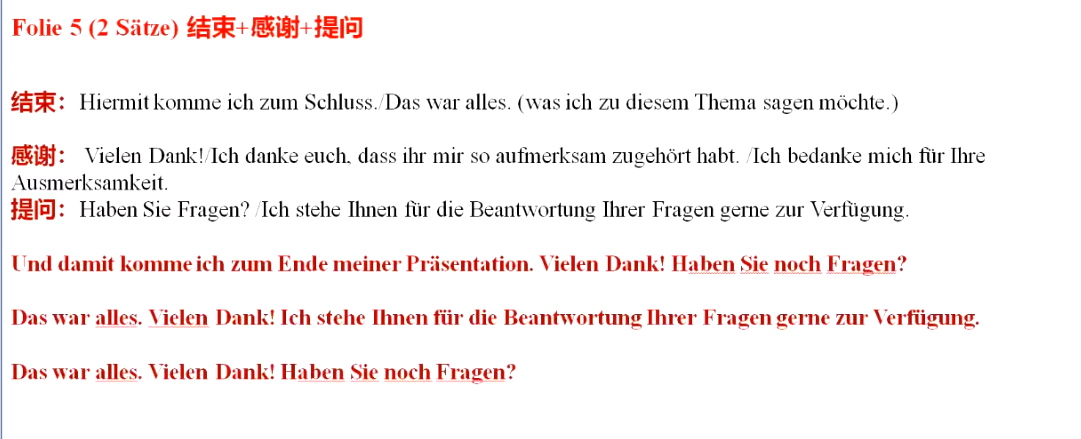 Folie 5 (2 Sätze) 结束+感谢+提问
结束：Hiermit komme ich zum Schluss./Das war alles. (was ich zu diesem Thema sagen möchte.)
感谢： Vielen Dank!/Ich danke euch, dass ihr mir so aufmerksam zugehört habt. /Ich bedanke mich für Ihre
Ausmerksamkeit.
提问：Haben Sie Fragen? /Ich stehe Ihnen für die Beantwortung Ihrer Fragen gerne zur Verfügung.
Und damit komme ich zum Ende meiner Präsentation. Vielen Dank! Haben Sie noch Fragen?
Das war alles. Vielen Dank! Ich stehe Ihnen für die Beantwortung Ihrer Fragen gerne zur Verfügung.
Das war alles. Vielen Dank! Haben Sie noch Fragen?